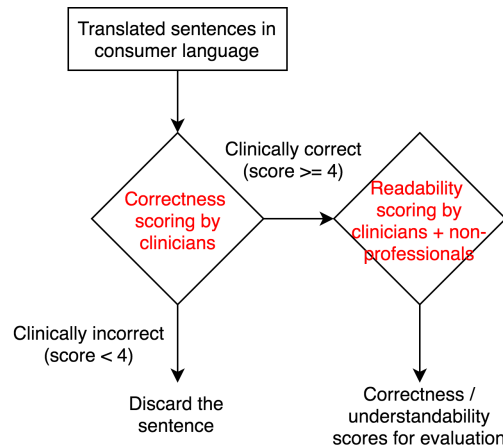 Translated sentences in
consumer language
Clinically correct
(score >= 4)
Correctness
scoring by
clinicians
Readability
scoring by
clinicians + non-
professionals
Clinically incorrect
(score < 4)
Discard the
sentence
Correctness /
understandability
scores for evaluation